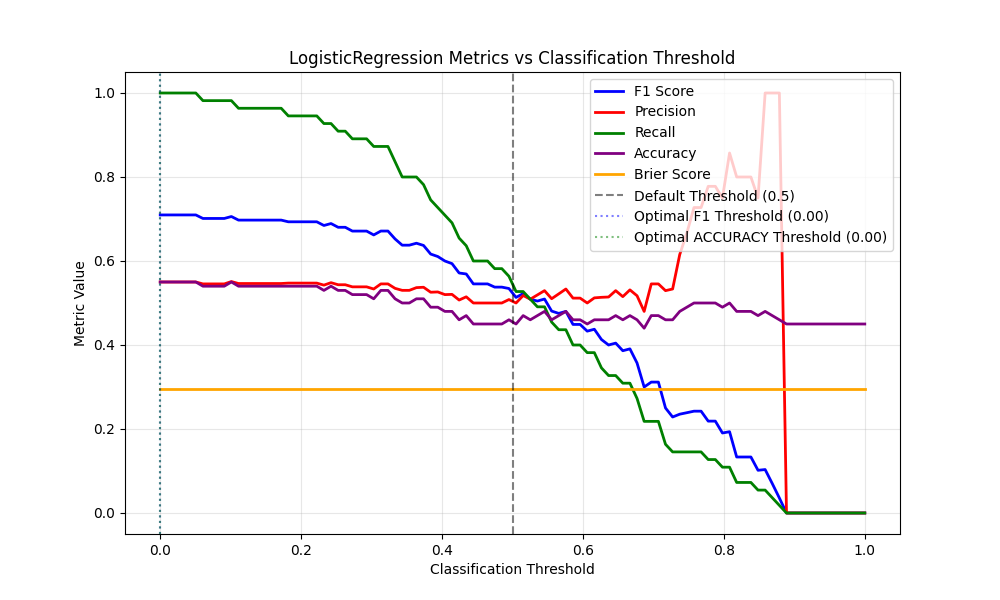 LogisticRegression Metrics vs Classification Threshold
Metric Value
1.0
0.8
0.6
0.4
0.2
0.0
F1 Score
Precision
Recall
Accuracy
Brier Score
Default Threshold (0.5)
Optimal F1 Threshold (0.00)
Optimal ACCURACY Threshold (0.00)
0.0 0.2 0.4 0.6 0.8 1.0
Classification Threshold